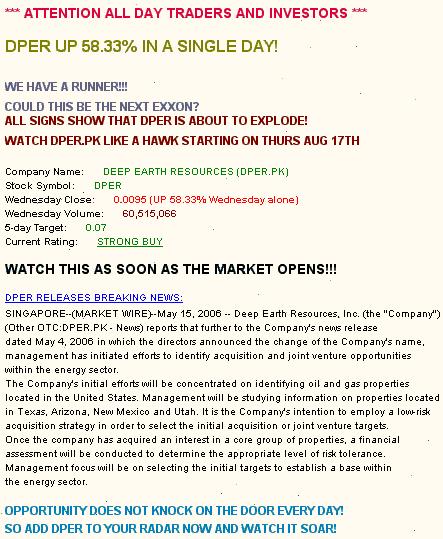 *** ATTENTION ALL DAY TRADERS AND INVESTORS ***
DPER UP 58.33% IN A SINGLE DAY!
WE HAVE A RUNNER!!!
COULD THIS BE THE NEXT EXXON?
ALL SIGNS SHOW THAT DPER IS ABOUT TO EXPLODE!
WATCH DPER.PK LIKE A HAWK STARTING ON THURS AUG 17TH
Company Name: DEEP EARTH RESOURCES (DPER.PK)
Stock Symbol: DPER
Wednesday Close: 0.0095 (UP 58.33% Wednesday alone)
Wednesday Volume: 60,515,066
5-day Target: 0.07
Current Rating: STRONG BUY
WATCH THIS AS SOON AS THE MARKET OPENS!!!
DPER RELEASES BREAKING NEWS:
SINGAPORE--(MARKET WIRE)--May 15, 2006 -- Deep Earth Resources, Inc. (the "Company")
(Other OTC:DPER.PK - News) reports that further to the Company's news release
dated May 4, 2006 in which the directors announced the change of the Company's name,
management has initiated efforts to identify acquisition and joint venture opportunities
within the energy sector.
The Company's initial efforts will be concentrated on identifying oil and gas properties
located in the United States. Management will be studying information on properties located
in Texas, Arizona, New Mexico and Utah. It is the Company's intention to employ a low-risk
acquisition strategy in order to select the initial acquisition or joint venture targets.
Once the company has acquired an interest in a core group of properties, a financial
assessment will be conducted to determine the appropriate level of risk tolerance.
Management focus will be on selecting the initial targets to establish a base within
the energy sector.
OPPORTUNITY DOES NOT KNOCK ON THE DOOR EVERY DAY!
SO ADD DPER TO YOUR RADAR NOW AND WATCH IT SOAR!